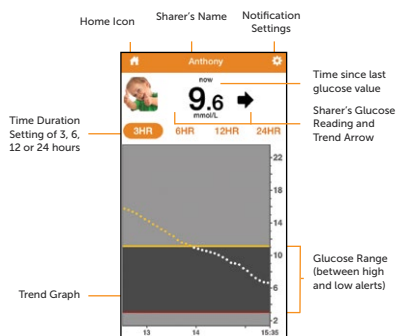 Home Icon
Sharer's Name
Notification
Settings
Anthony
now
9.6
mmol/L
Time since last
glucose value
Sharer's Glucose
Reading and
Trend Arrow
Time Duration
Setting of 3, 6,
12 or 24 hours
3HR 6HR 12HR 24HR
22
18
14
10
6
2
Glucose Range
(between high
and low alerts)
Trend Graph
13 14 15:35